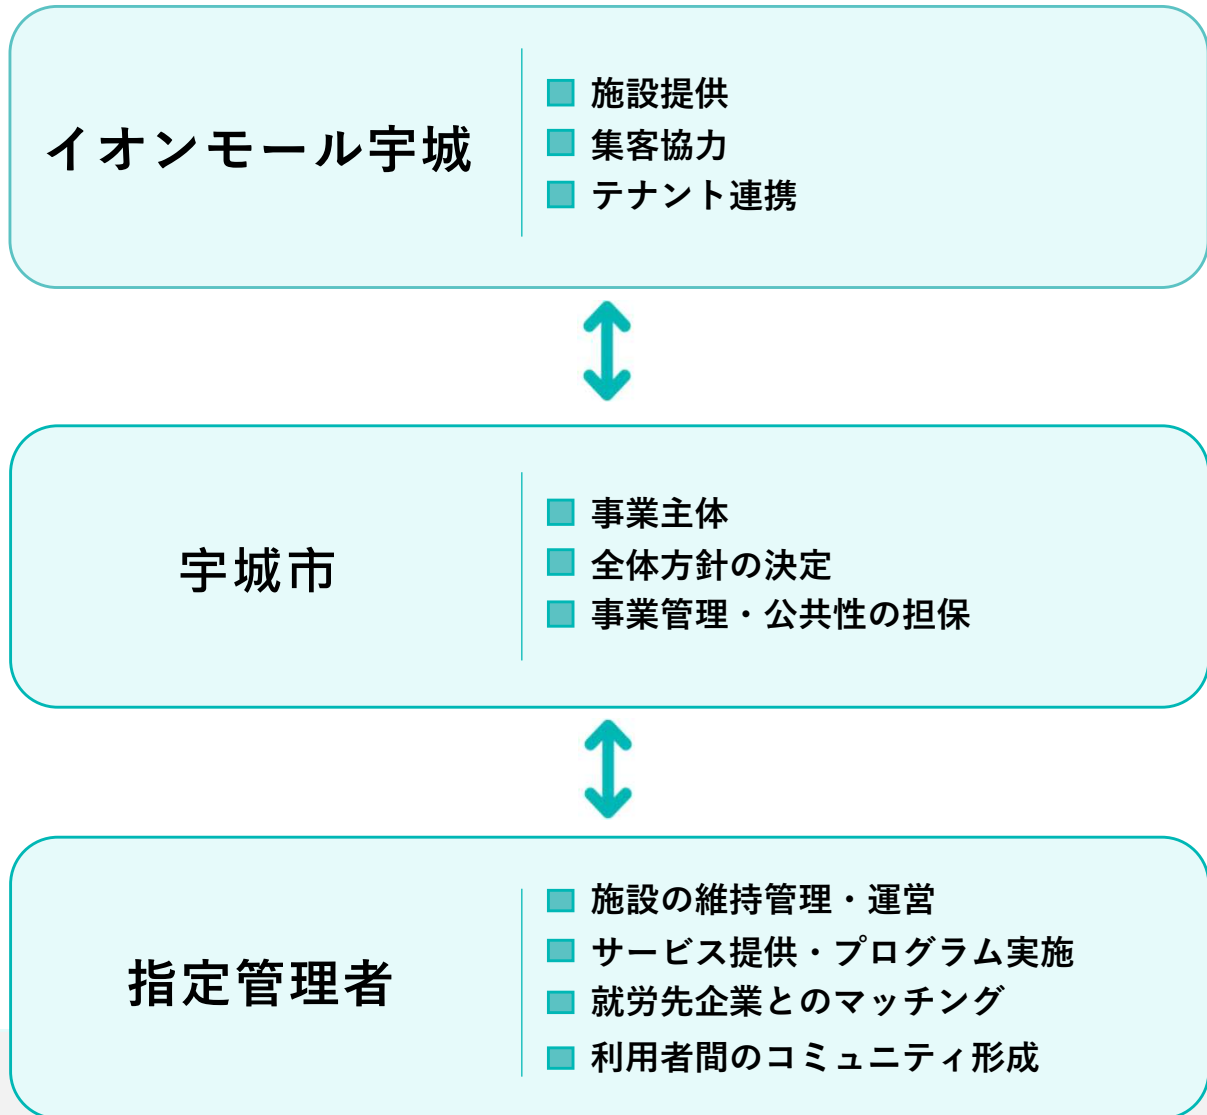 イオンモール宇城
施設提供
集客協力
テナント連携
宇城市
事業主体
全体方針の決定
事業管理・公共性の担保
指定管理者
施設の維持管理・運営
サービス提供・プログラム実施
就労先企業とのマッチング
利用者間のコミュニティ形成